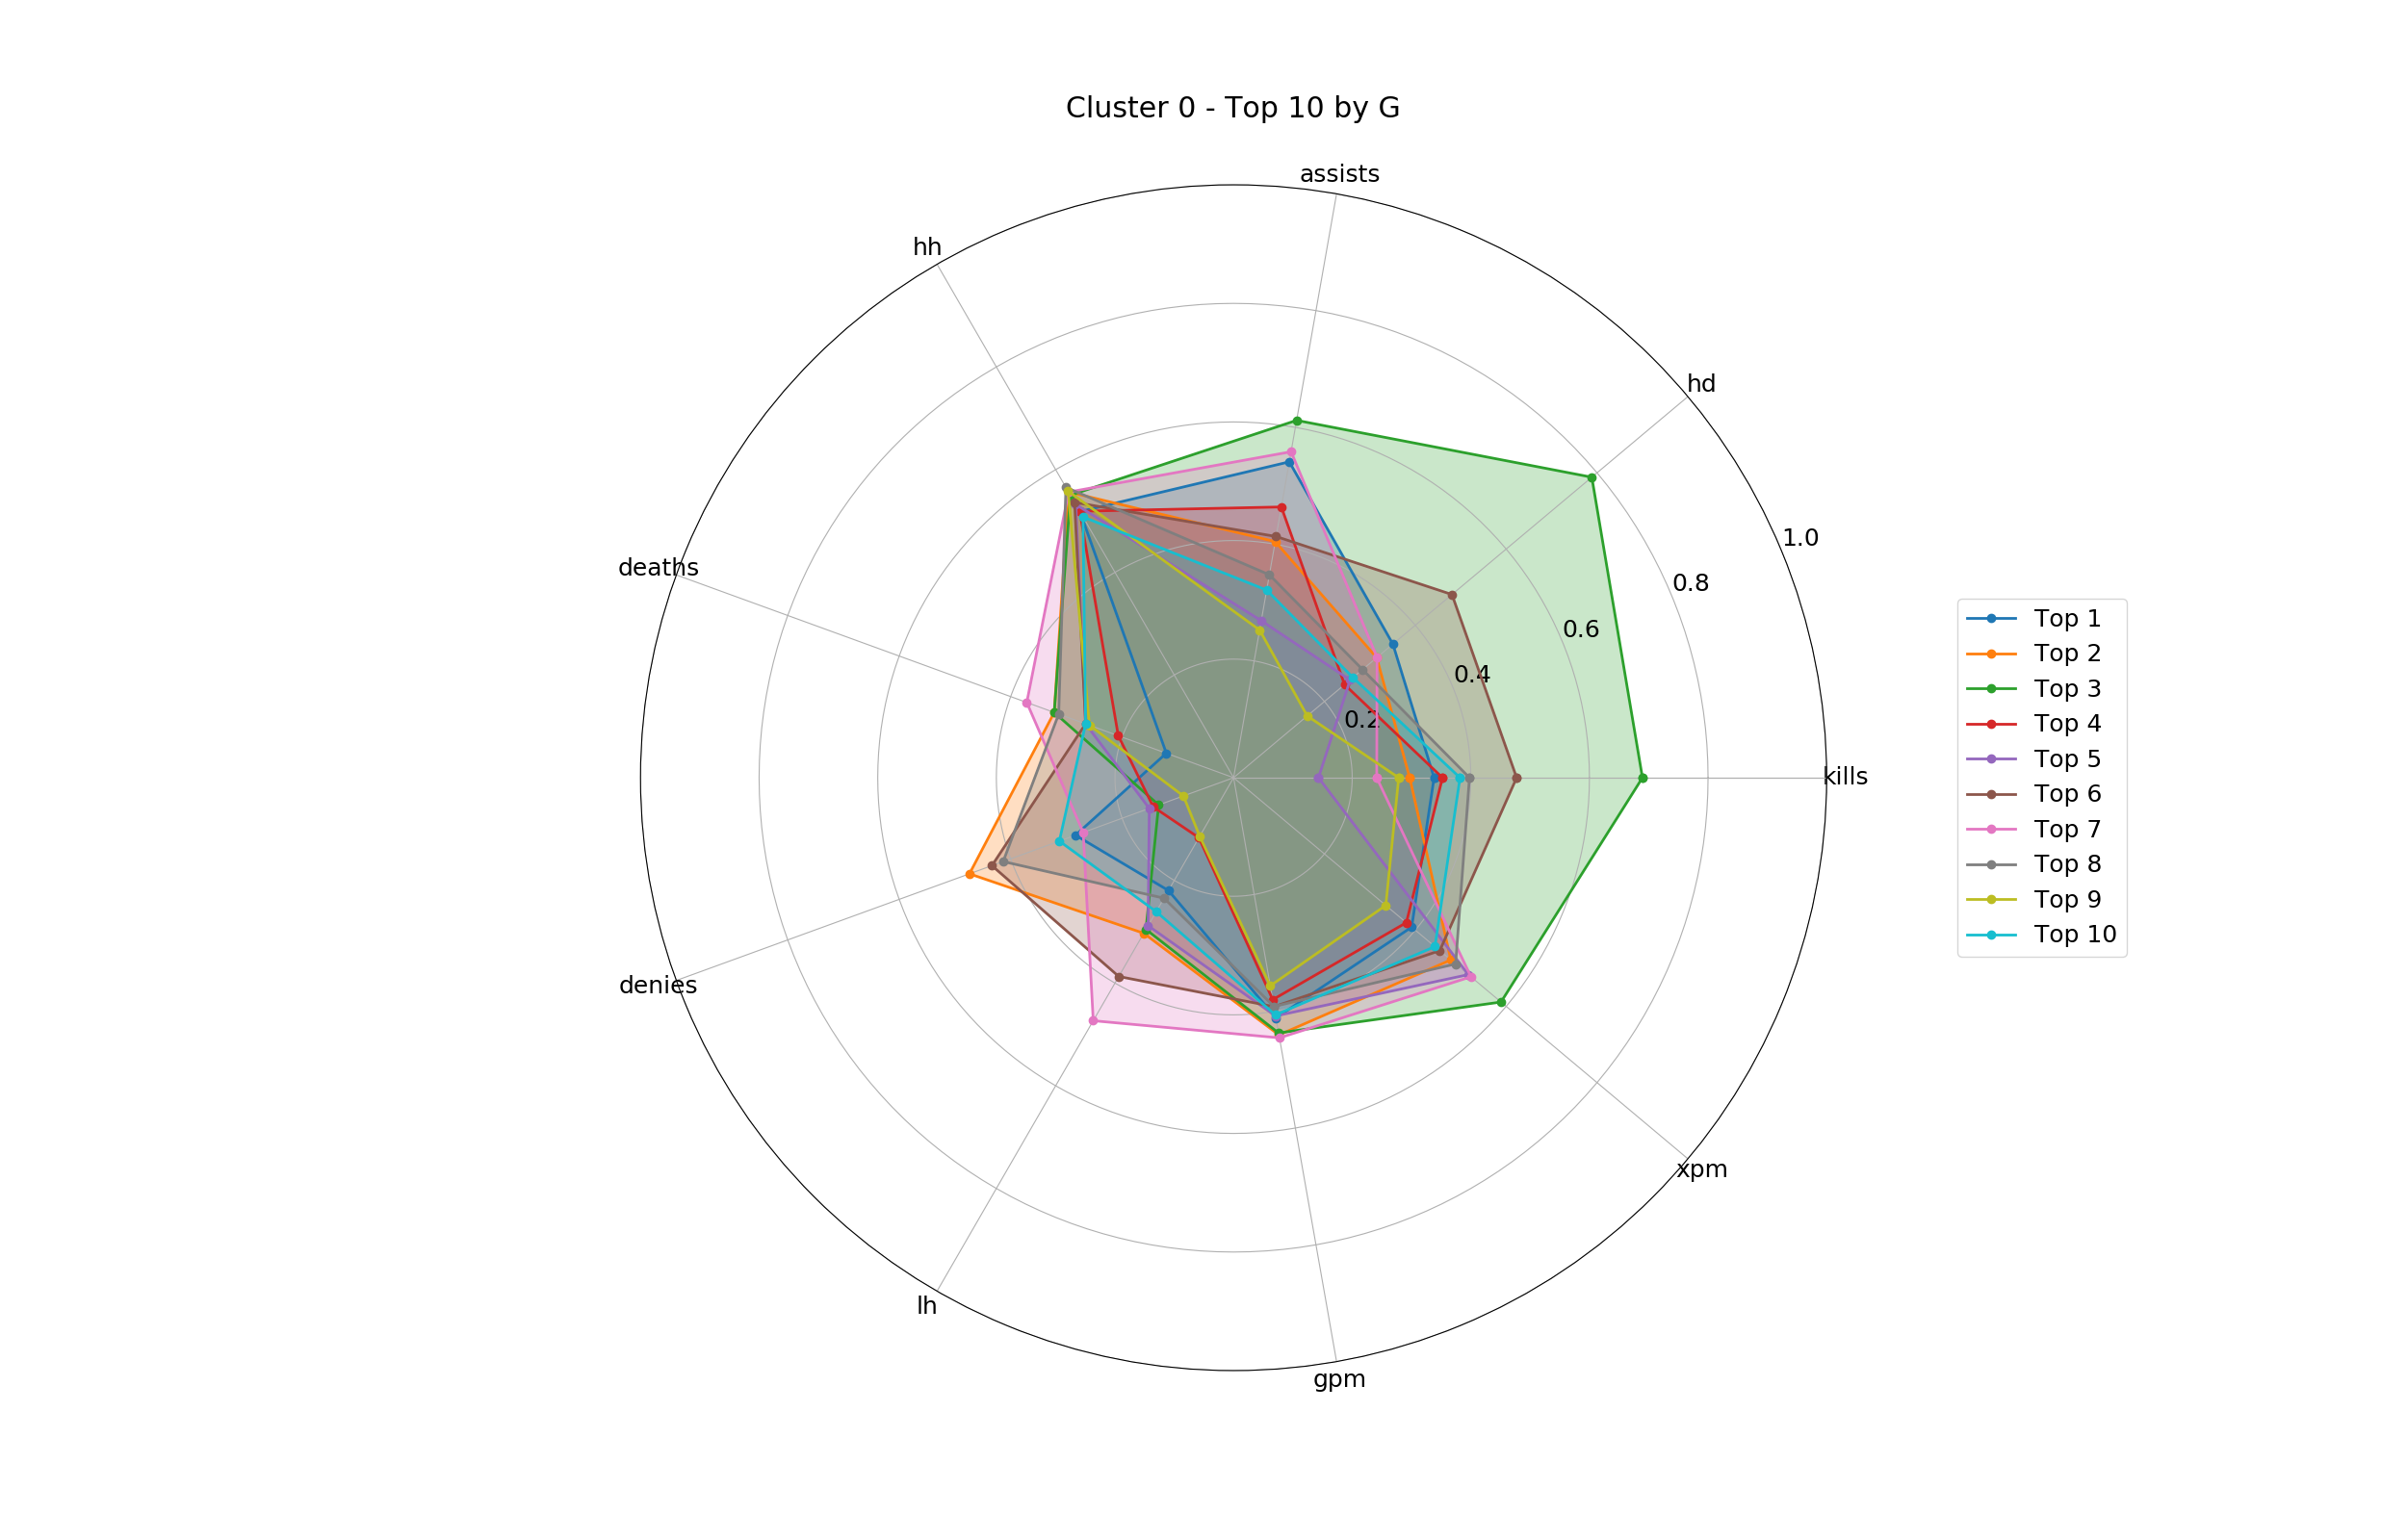 Cluster 0 - Top 10 by G
assists
hh
hd
1.0
deaths
0.8
0.6
0.4
0.2
kills
denies
xpm
lh
gpm
Top 1
Top 2
Top 3
Top 4
Top 5
Top 6
Top 7
Top 8
Top 9
Top 10